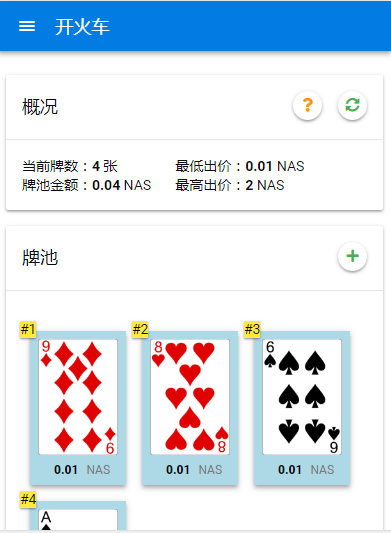 开火车
概况
?
当前牌数：4 张 最低出价：0.01 NAS
牌池金额：0.04 NAS 最高出价：2 NAS
牌池
#1 #2 #3
9 8 6
9 8 6
0.01 NAS 0.01 NAS 0.01 NAS
#4
A